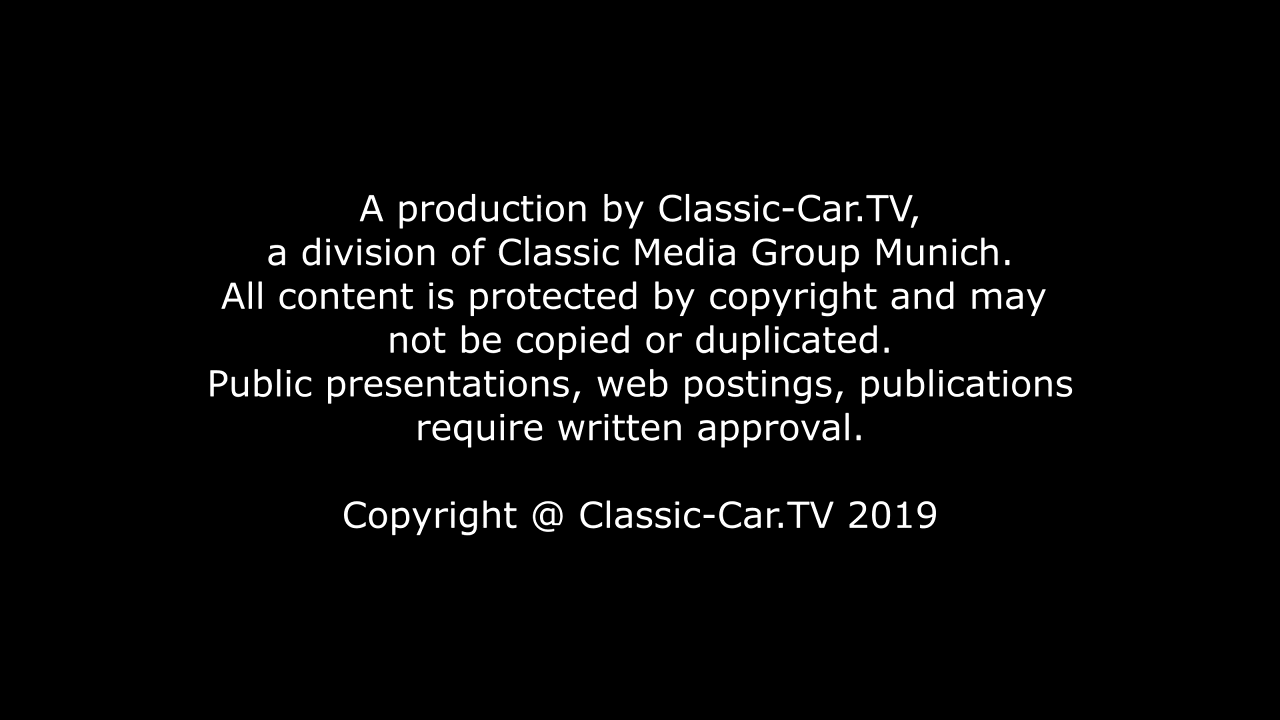 A production by Classic-Car.TV,
a division of Classic Media Group Munich.
All content is protected by copyright and may
not be copied or duplicated.
Public presentations, web postings, publications
require written approval.
Copyright @ Classic-Car.TV 2019